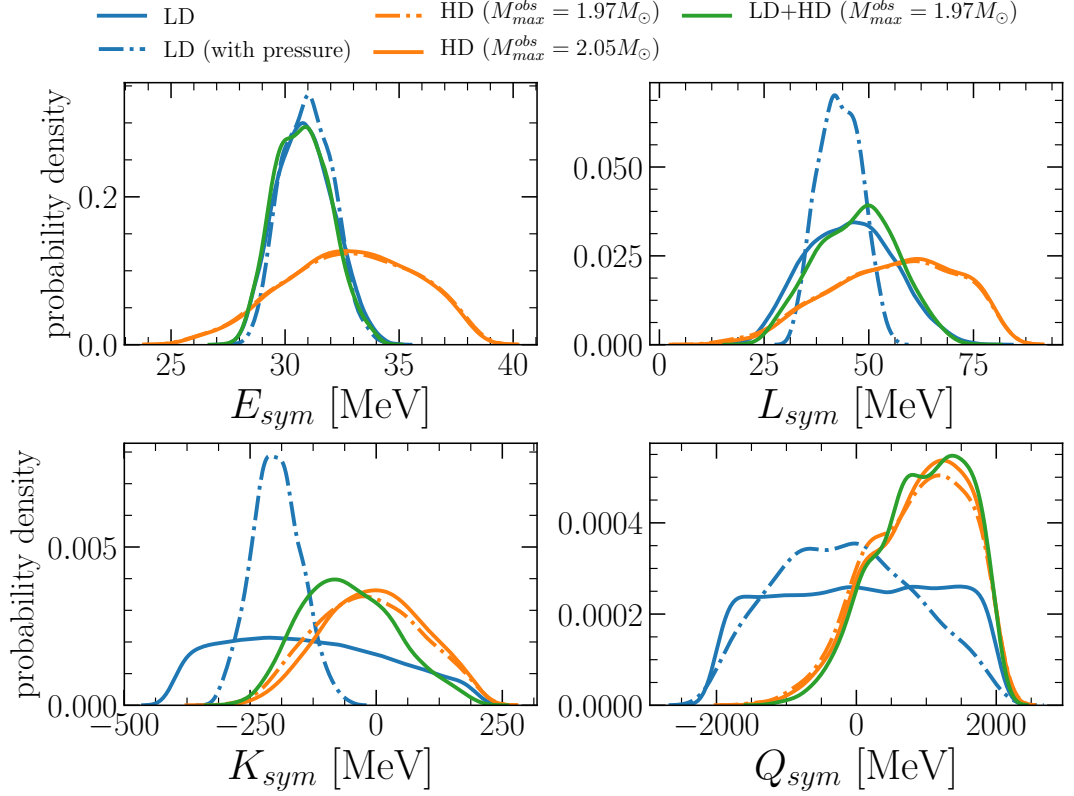 LD
HD ($M_{max}^{obs} = 1.97M_{\odot}$)
LD+HD ($M_{max}^{obs} = 1.97M_{\odot}$)
LD (with pressure)
HD ($M_{max}^{obs} = 2.05M_{\odot}$)
probability density
0.2
0.0
25 30 35 40
$E_{sym}$ [MeV]
0.050
0.025
0.000
0 25 50 75
$L_{sym}$ [MeV]
probability density
0.005
0.000
−500 −250 0 250
$K_{sym}$ [MeV]
0.0004
0.0002
0.0000
−2000 0 2000
$Q_{sym}$ [MeV]